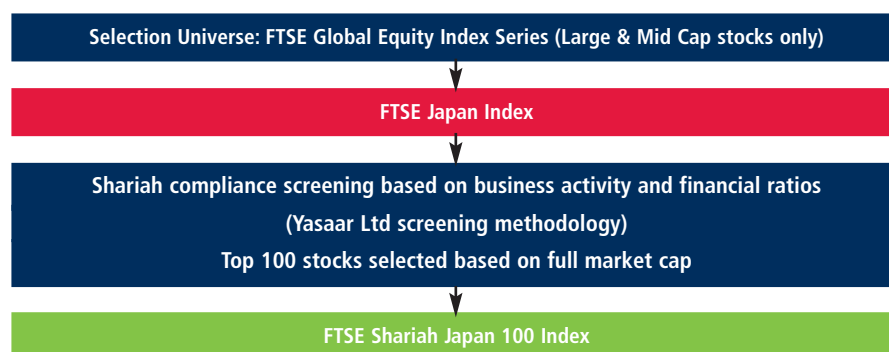 Selection Universe: FTSE Global Equity Index Series (Large & Mid Cap stocks only)
FTSE Japan Index
Shariah compliance screening based on business activity and financial ratios
(Yasaar Ltd screening methodology)
Top 100 stocks selected based on full market cap
FTSE Shariah Japan 100 Index